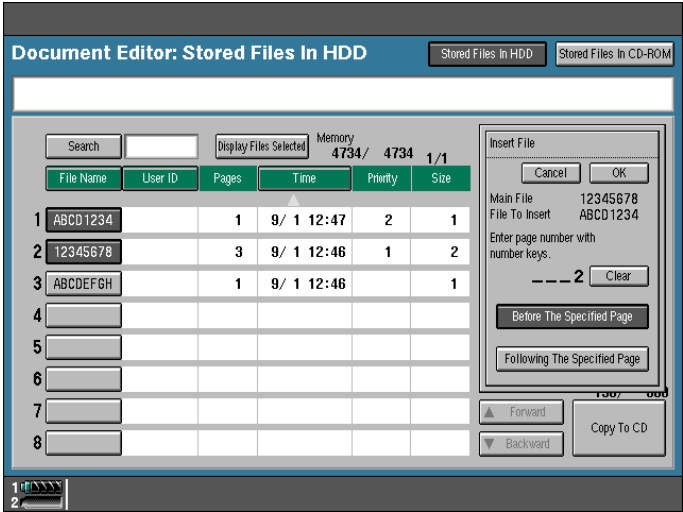 Document Editor: Stored Files In HDD
Stored Files In HDD
Stored Files In CD-ROM
Search
Display Files Selected
Memory
4734/ 4734 1/1
File Name User ID Pages Time Priority Size
1 ABCD1234 1 9/ 1 12:47 2 1
2 12345678 3 9/ 1 12:46 1 2
3 ABCDEFGH 1 9/ 1 12:46 1
4
5
6
7
8
Insert File
Cancel OK
Main File 12345678
File To Insert ABCD1234
Enter page number with
number keys.
_ _ _ 2 Clear
Before The Specified Page
Following The Specified Page
Forward
Backward
Copy To CD
1
2